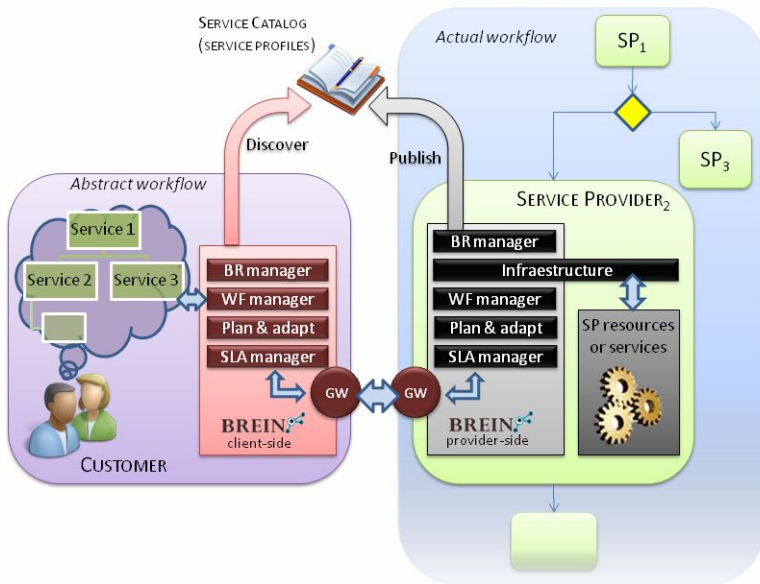 SERVICE CATALOG
(SERVICE PROFILES)
Actual workflow
SP1
SP3
Discover
Publish
Abstract workflow
Service 1
Service 2
Service 3
BR manager
WF manager
Plan & adapt
SLA manager
GW
BREIN
client-side
CUSTOMER
SERVICE PROVIDER2
BR manager
Infraestructure
WF manager
Plan & adapt
SLA manager
GW
BREIN
provider-side
SP resources
or services